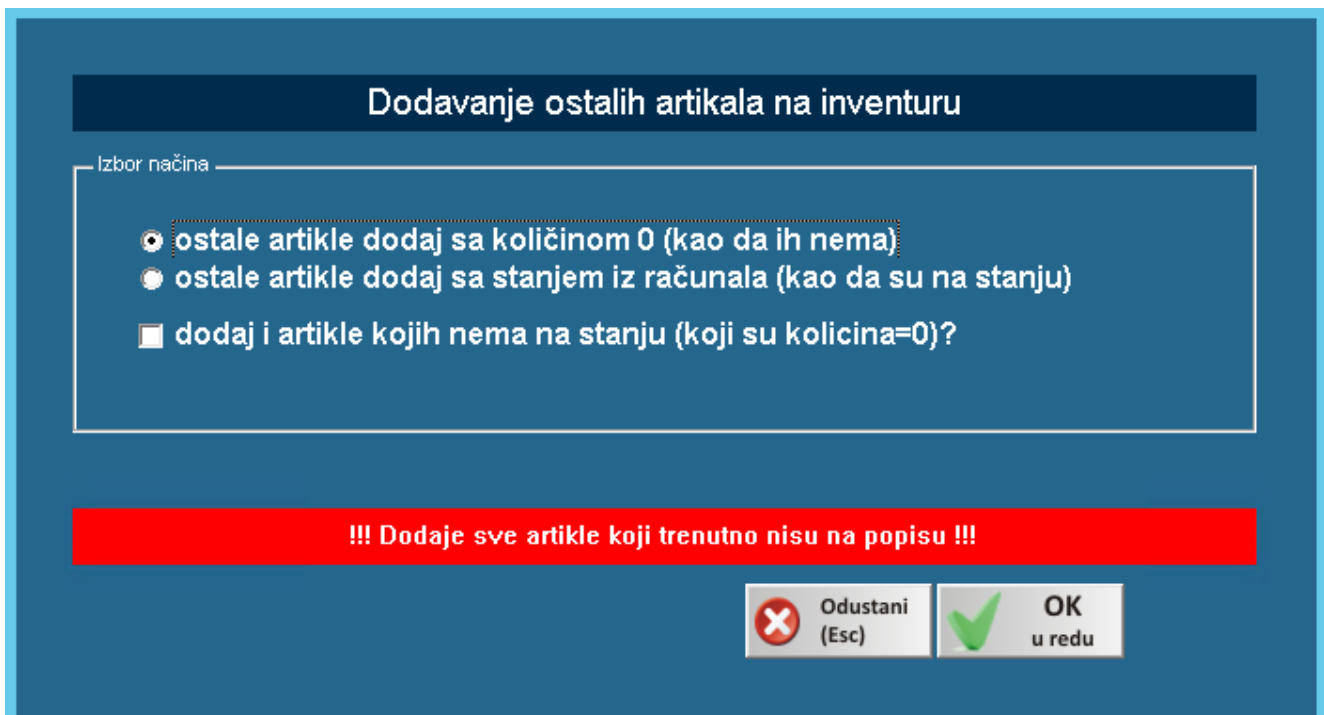 Dodavanje ostalih artikala na inventuru
Izbor načina
ostale artikle dodaj sa količinom 0 (kao da ih nema)
ostale artikle dodaj sa stanjem iz računala (kao da su na stanju)
dodaj i artikle kojih nema na stanju (koji su kolicina=0)?
!!! Dodaje sve artikle koji trenutno nisu na popisu !!!
Odustani
(Esc)
OK
u redu